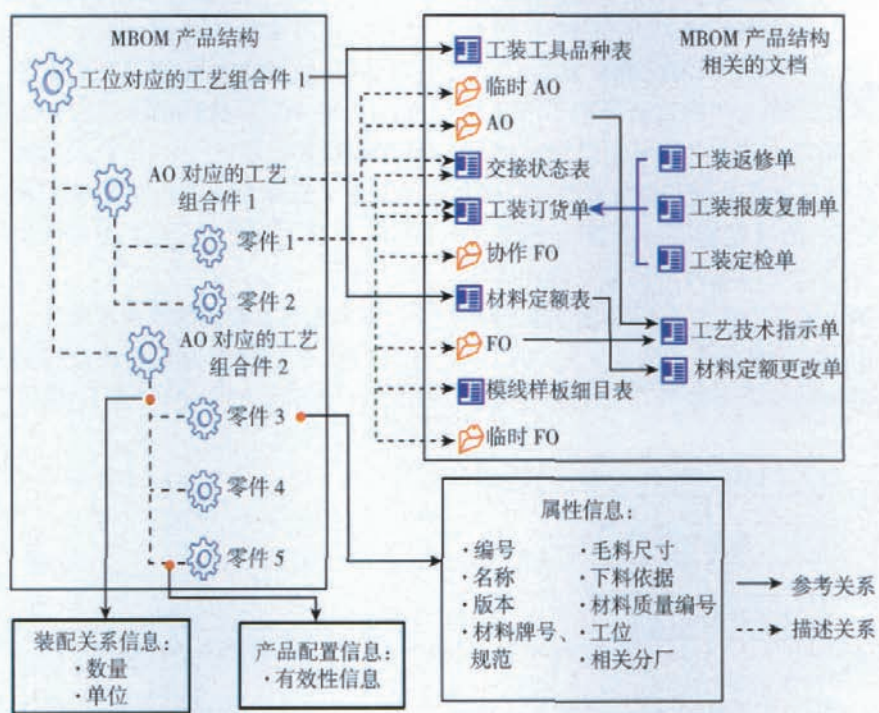 MBOM 产品结构
工位对应的工艺组合件 1
AO 对应的工艺
组合件 1
零件 1
零件 2
AO 对应的工艺
组合件 2
零件 3
零件 4
零件 5
工装工具品种表
临时 AO
AO
交接状态表
工装订货单
协作 FO
材料定额表
FO
模线样板细目表
临时 FO
MBOM 产品结构
相关的文档
工装返修单
工装报废复制单
工装定检单
工艺技术指示单
材料定额更改单
装配关系信息：
·数量
·单位
产品配置信息：
·有效性信息
属性信息：
·编号
·名称
·版本
·材料牌号、
规范
·毛料尺寸
·下料依据
·材料质量编号
·工位
·相关分厂
参考关系
描述关系